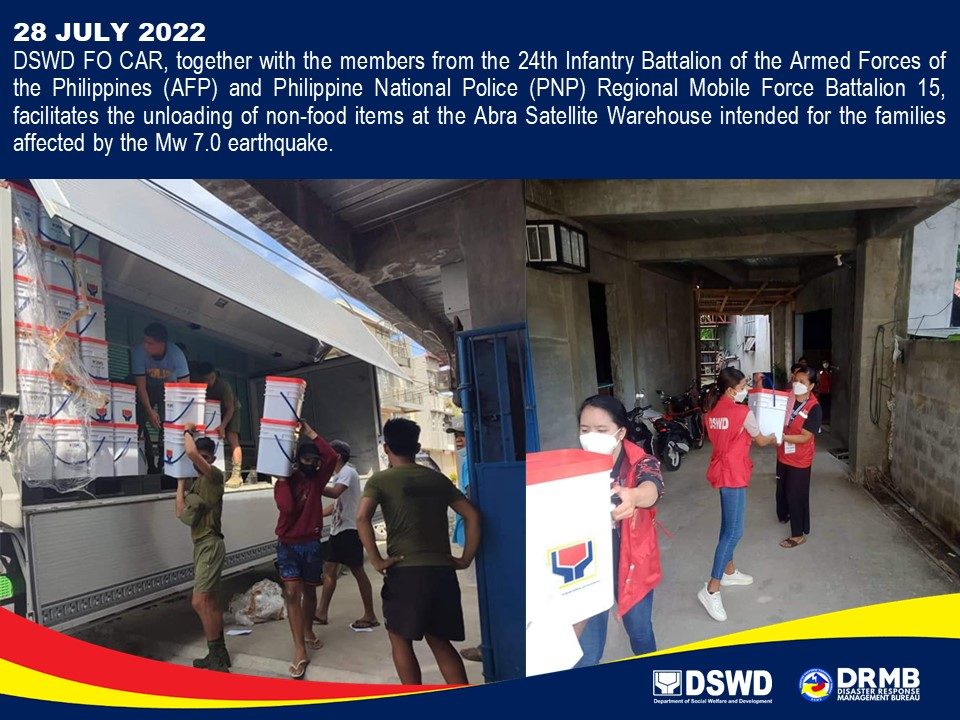 28 JULY 2022
DSWD FO CAR, together with the members from the 24th Infantry Battalion of the Armed Forces of
the Philippines (AFP) and Philippine National Police (PNP) Regional Mobile Force Battalion 15,
facilitates the unloading of non-food items at the Abra Satellite Warehouse intended for the families
affected by the Mw 7.0 earthquake.
DSWD
DSWD
Department of Social Welfare and Development
DRMB
DISASTER RESPONSE
MANAGEMENT BUREAU